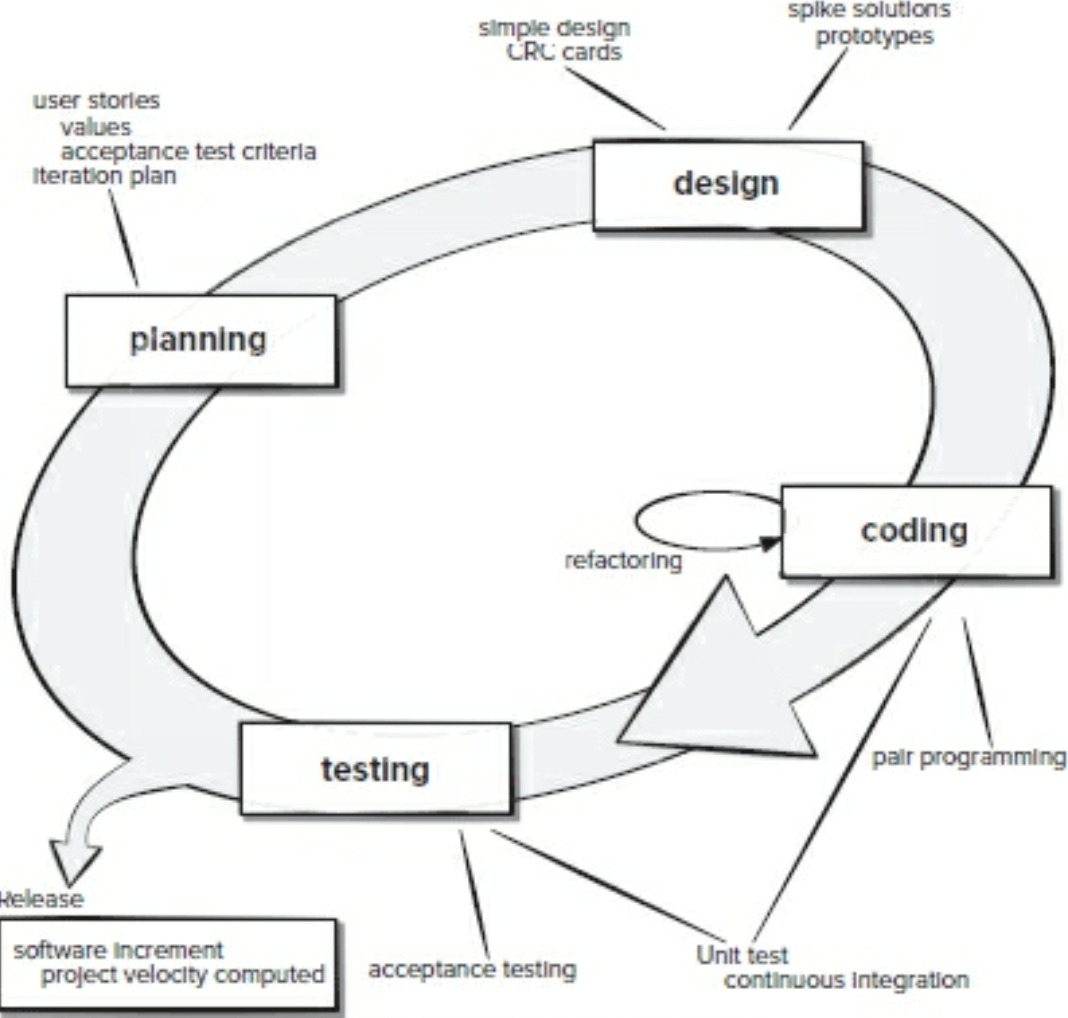 simple design
CRC cards
spike solutions
prototypes
user stories
values
acceptance test criteria
iteration plan
design
planning
coding
refactoring
testing
pair programming
Release
software increment
project velocity computed
acceptance testing
Unit test
continuous integration